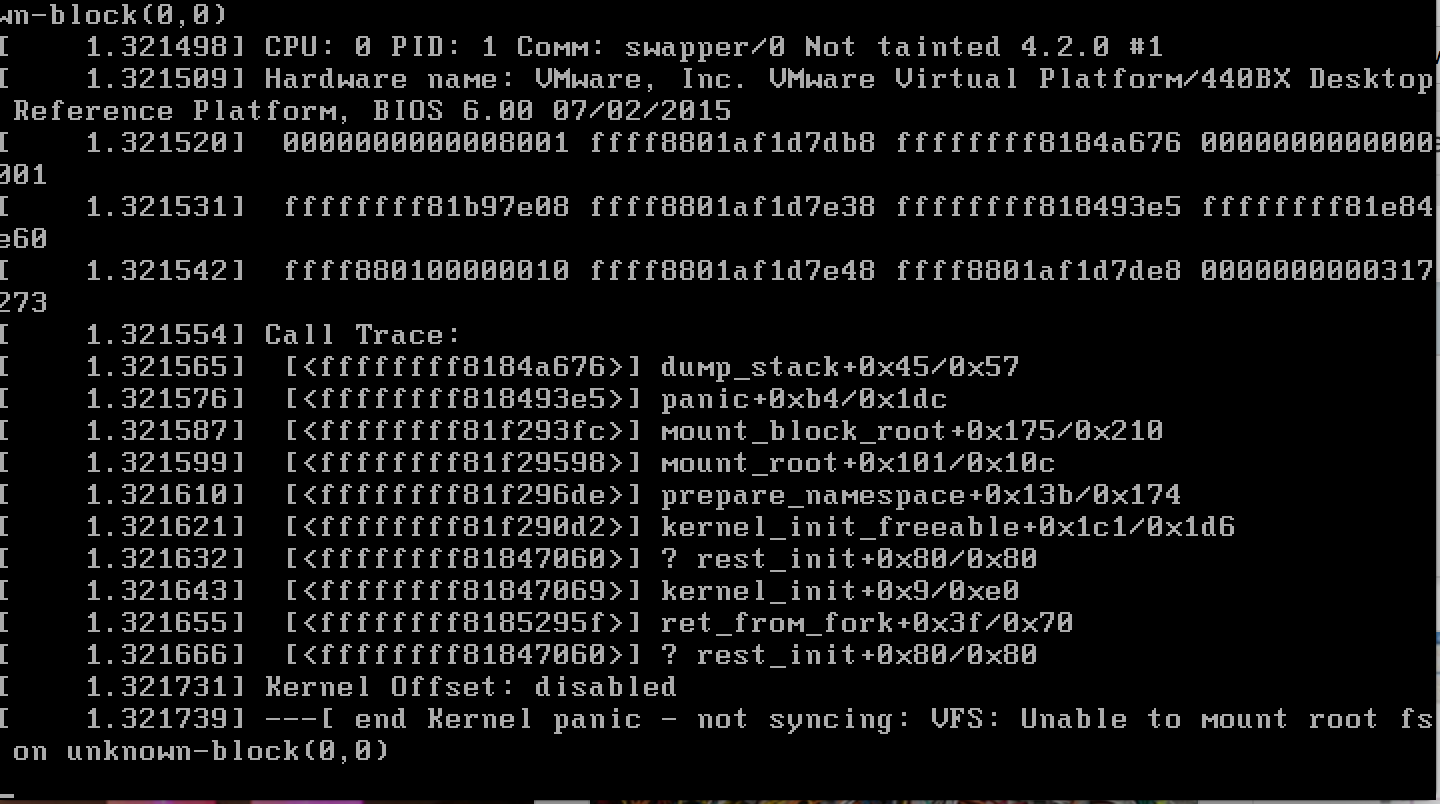 wn-block(0,0)
[    1.321498] CPU: 0 PID: 1 Comm: swapper/0 Not tainted 4.2.0 #1
[    1.321509] Hardware name: VMware, Inc. VMware Virtual Platform/440BX Desktop
 Reference Platform, BIOS 6.00 07/02/2015
[    1.321520]  0000000000008001 ffff8801af1d7db8 ffffffff8184a676 0000000000000
001
[    1.321531]  ffffffff81b97e08 ffff8801af1d7e38 ffffffff818493e5 ffffffff81e84
e60
[    1.321542]  ffff880100000010 ffff8801af1d7e48 ffff8801af1d7de8 0000000000317
273
[    1.321554] Call Trace:
[    1.321565]  [<ffffffff8184a676>] dump_stack+0x45/0x57
[    1.321576]  [<ffffffff818493e5>] panic+0xb4/0x1dc
[    1.321587]  [<ffffffff81f293fc>] mount_block_root+0x175/0x210
[    1.321599]  [<ffffffff81f29598>] mount_root+0x101/0x10c
[    1.321610]  [<ffffffff81f296de>] prepare_namespace+0x13b/0x174
[    1.321621]  [<ffffffff81f290d2>] kernel_init_freeable+0x1c1/0x1d6
[    1.321632]  [<ffffffff81847060>] ? rest_init+0x80/0x80
[    1.321643]  [<ffffffff81847069>] kernel_init+0x9/0xe0
[    1.321655]  [<ffffffff8185295f>] ret_from_fork+0x3f/0x70
[    1.321666]  [<ffffffff81847060>] ? rest_init+0x80/0x80
[    1.321731] Kernel Offset: disabled
[    1.321739] ---[ end Kernel panic - not syncing: VFS: Unable to mount root fs
 on unknown-block(0,0)